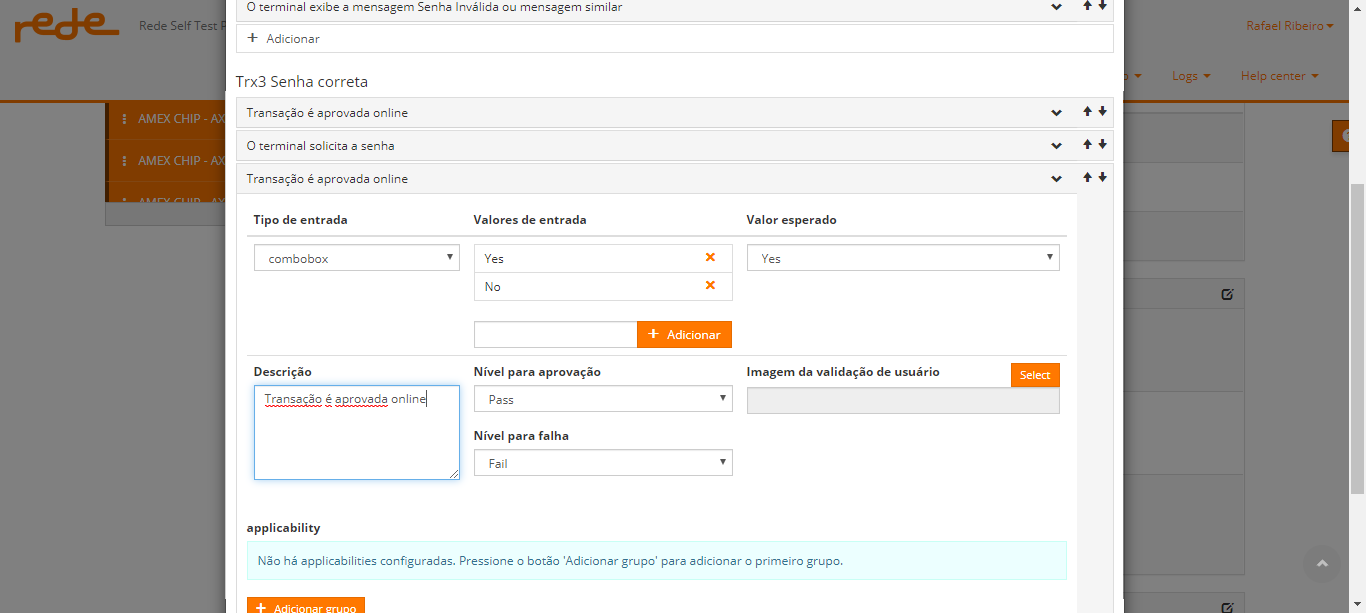 rede
Rede Self Test P
Rafael Ribeiro
Logs
Help center
AMEX CHIP - AX
AMEX CHIP - AX
AMEX CHIP - AX
O terminal exibe a mensagem Senha Inválida ou mensagem similar
+ Adicionar
Trx3 Senha correta
Transação é aprovada online
O terminal solicita a senha
Transação é aprovada online
Tipo de entrada Valores de entrada Valor esperado
combobox Yes Yes
No
+ Adicionar
Descrição Nível para aprovação Imagem da validação de usuário Select
Transação é aprovada online Pass
Nível para falha
Fail
applicability
Não há applicabilities configuradas. Pressione o botão 'Adicionar grupo' para adicionar o primeiro grupo.
+ Adicionar grupo